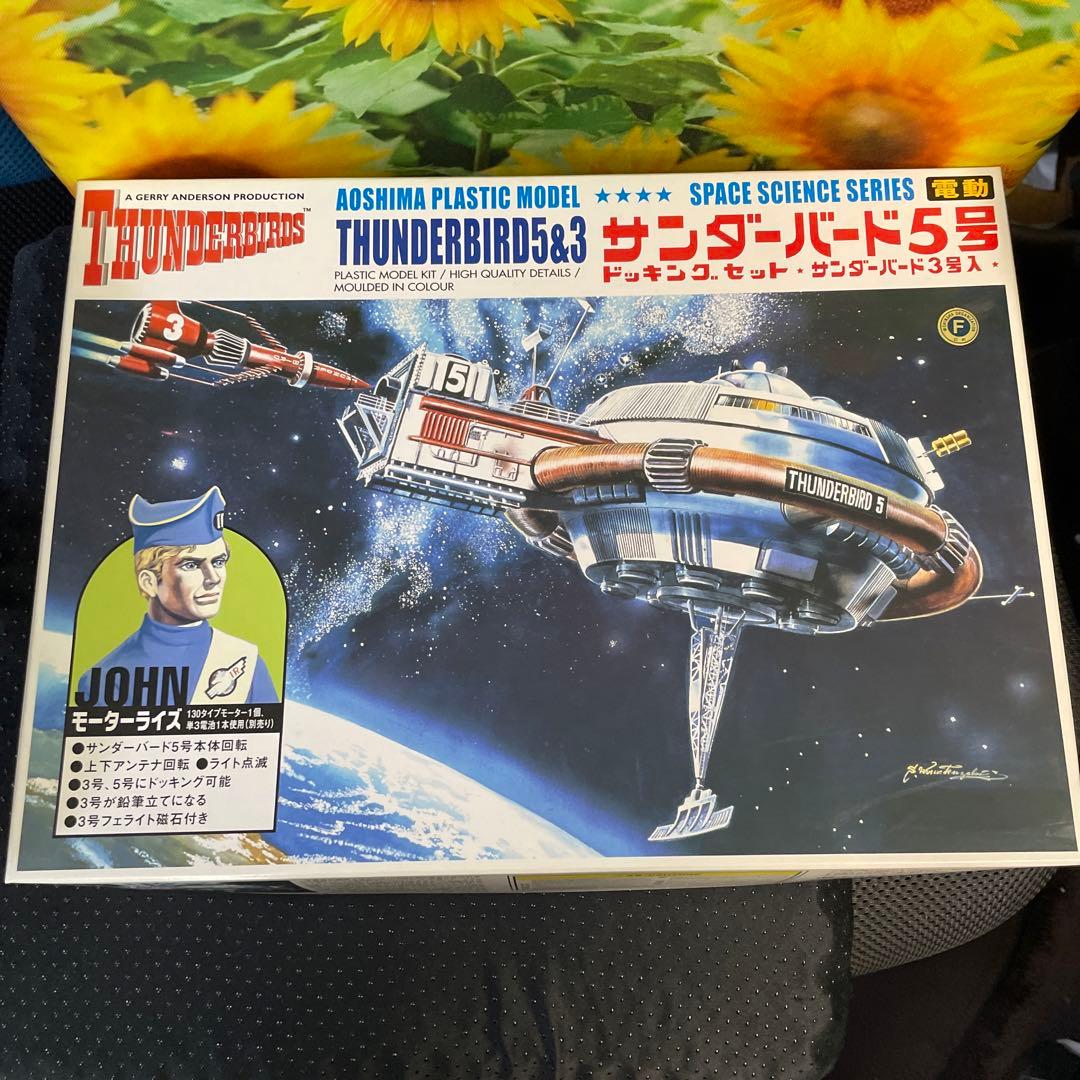 A GERRY ANDERSON PRODUCTION
THUNDERBIRDS™
AOSHIMA PLASTIC MODEL ★★★★ SPACE SCIENCE SERIES
電動
THUNDERBIRD5&3
サンダーバード5号
PLASTIC MODEL KIT / HIGH QUALITY DETAILS /
MOULDED IN COLOUR
ドッキングセット★サンダーバード3号入★
3
5
F
THUNDERBIRD 5
IR
JOHN
モーターライズ
130タイプモーター1個、
単3電池1本使用(別売り)
●サンダーバード5号本体回転
●上下アンテナ回転 ●ライト点滅
●3号、5号にドッキング可能
●3号が鉛筆立てになる
●3号フェライト磁石付き